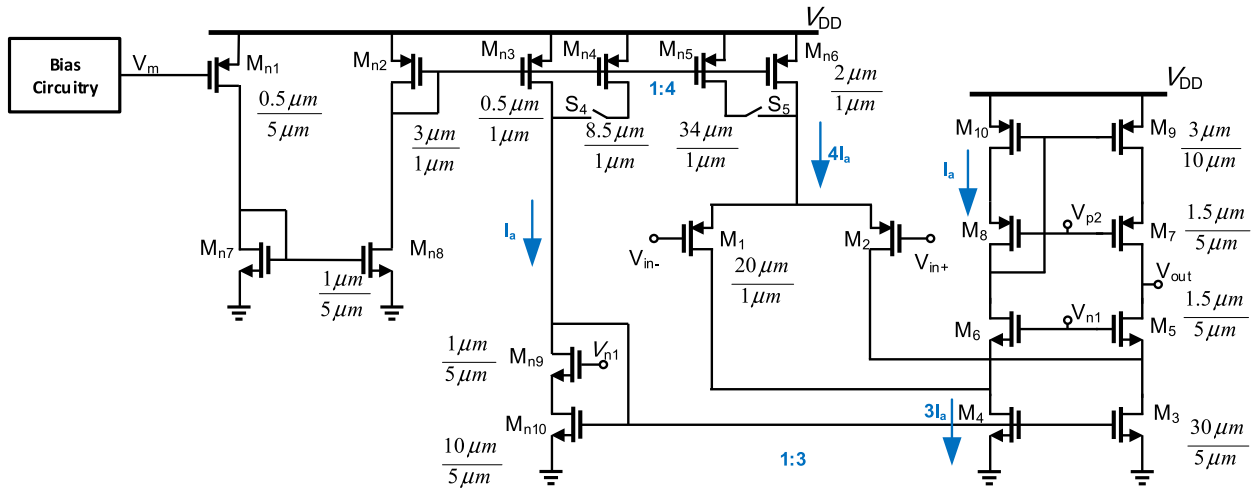 V_DD
Bias
Circuitry
V_m
M_n1
M_n2
M_n3
M_n4
M_n5
M_n6
0.5 μm
5 μm
3 μm
1 μm
0.5 μm
1 μm
S_4
8.5 μm
1 μm
1:4
34 μm
1 μm
S_5
2 μm
1 μm
4I_a
V_DD
M_10
M_9
3 μm
10 μm
I_a
M_8
V_p2
M_7
1.5 μm
5 μm
V_out
M_n7
M_n8
1 μm
5 μm
I_a
V_in-
M_1
M_2
V_in+
20 μm
1 μm
M_6
V_n1
M_5
1.5 μm
5 μm
1 μm
5 μm
M_n9
V_n1
M_n10
10 μm
5 μm
1:3
3I_a
M_4
M_3
30 μm
5 μm